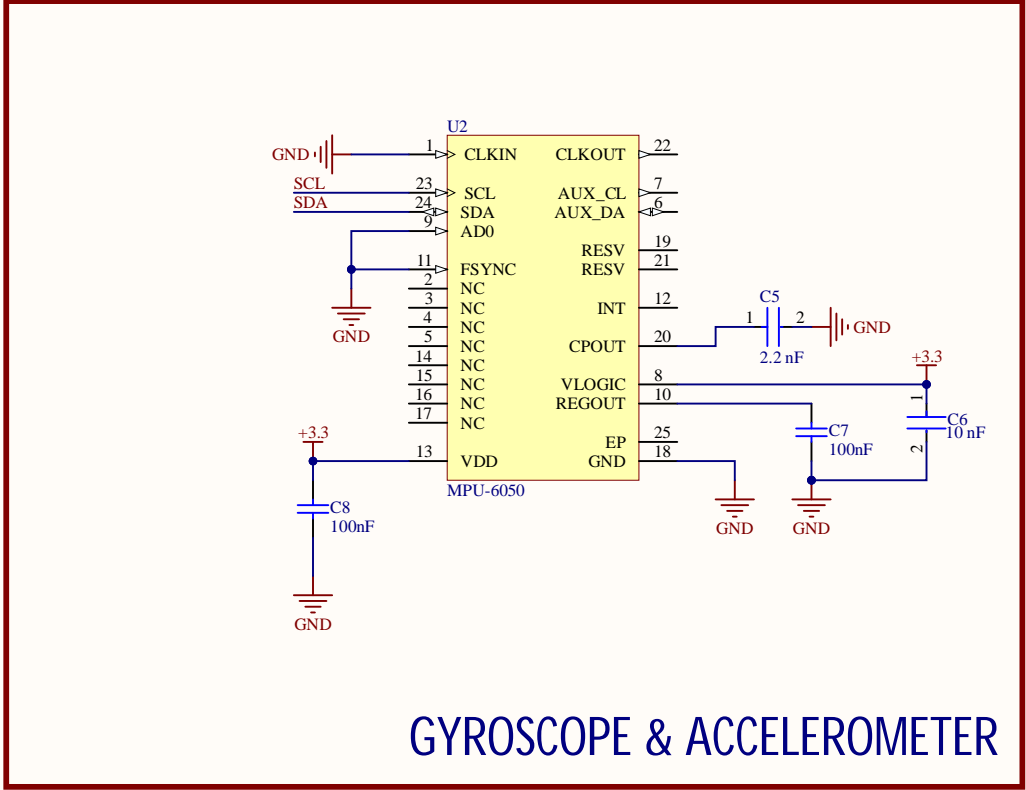 U2
GND 1 CLKIN CLKOUT 22
SCL 23 SCL AUX_CL 7
SDA 24 SDA AUX_DA 6
9 AD0
RESV 19
11 FSYNC RESV 21
2 NC
3 NC INT 12
4 NC
5 NC CPOUT 20
14 NC
15 NC VLOGIC 8
16 NC REGOUT 10
17 NC
EP 25
13 VDD GND 18
MPU-6050
GND
C5
1 2 GND
2.2 nF
+3.3
1
C6
10 nF
2
C7
100nF
GND
GND
+3.3
C8
100nF
GND
GYROSCOPE & ACCELEROMETER